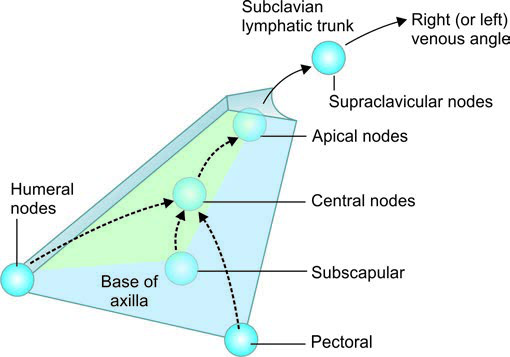 Subclavian
lymphatic trunk
Right (or left)
venous angle
Supraclavicular nodes
Apical nodes
Humeral
nodes
Central nodes
Base of
axilla
Subscapular
Pectoral